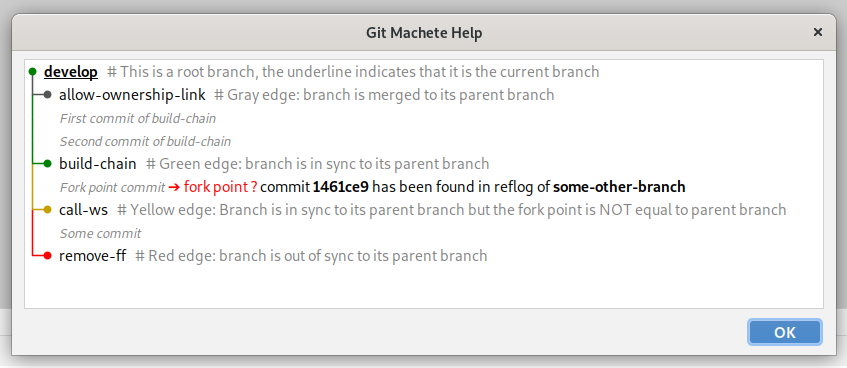 Git Machete Help
×
develop # This is a root branch, the underline indicates that it is the current branch
allow-ownership-link # Gray edge: branch is merged to its parent branch
First commit of build-chain
Second commit of build-chain
build-chain # Green edge: branch is in sync to its parent branch
Fork point commit ➔ fork point ? commit 1461ce9 has been found in reflog of some-other-branch
call-ws # Yellow edge: Branch is in sync to its parent branch but the fork point is NOT equal to parent branch
Some commit
remove-ff # Red edge: branch is out of sync to its parent branch
OK